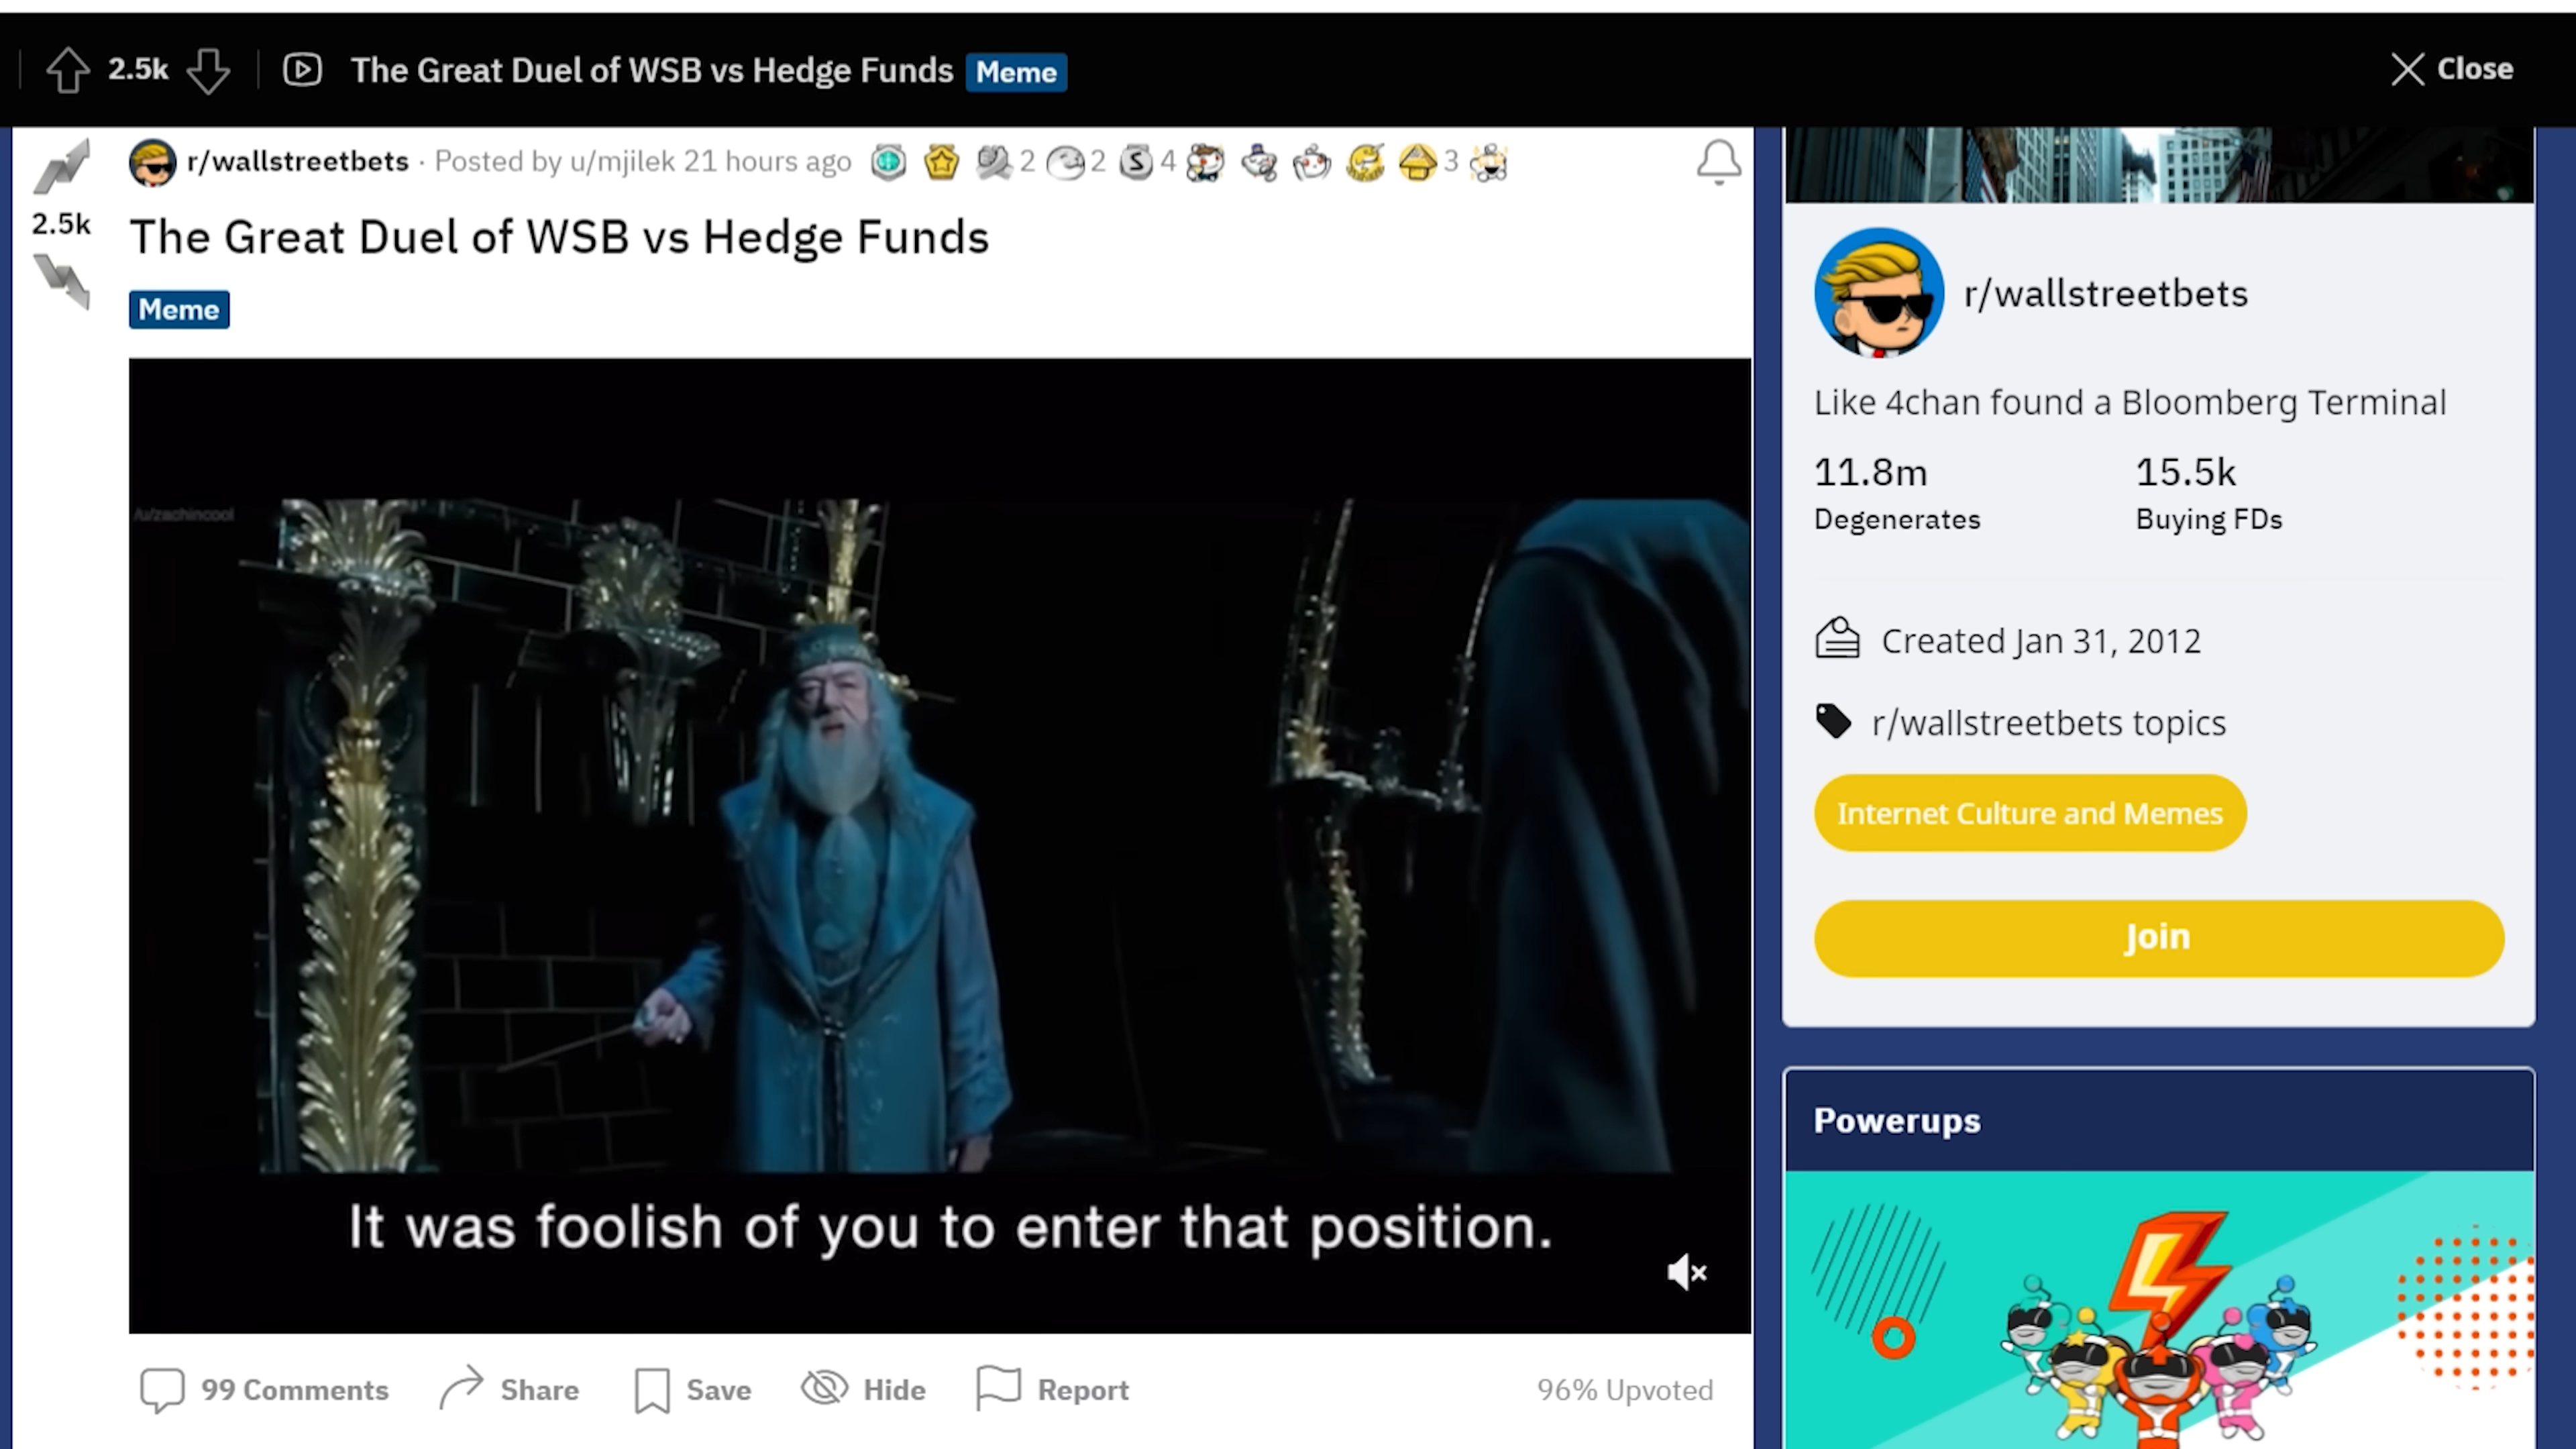 2.5k
The Great Duel of WSB vs Hedge Funds Meme
Close
r/wallstreetbets · Posted by u/mjilek 21 hours ago 2 2 S 4 3
2.5k
The Great Duel of WSB vs Hedge Funds
Meme
/u/zachincool
It was foolish of you to enter that position.
99 Comments
Share
Save
Hide
Report
96% Upvoted
r/wallstreetbets
Like 4chan found a Bloomberg Terminal
11.8m 15.5k
Degenerates Buying FDs
Created Jan 31, 2012
r/wallstreetbets topics
Internet Culture and Memes
Join
Powerups